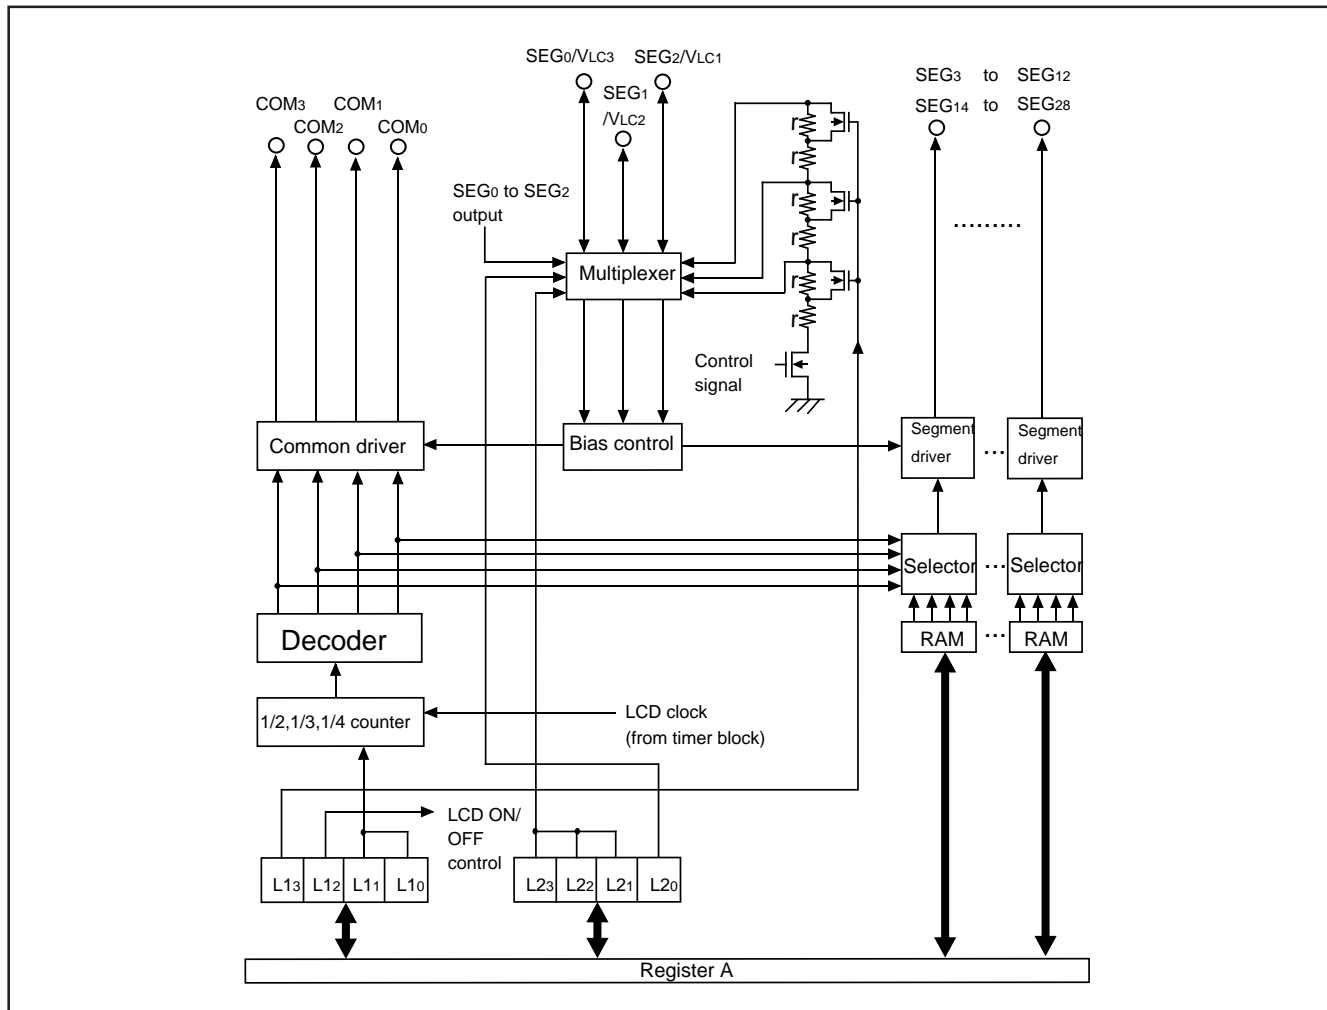 SEG0/VLC3 SEG2/VLC1
SEG1
/VLC2
SEG3 to SEG12
SEG14 to SEG28
COM3 COM1
COM2 COM0
r
r
r
r
r
r
SEG0 to SEG2
output
Multiplexer
Control
signal
Common driver
Bias control
Segment
driver
...
Segment
driver
.........
Selector ... Selector
Decoder
RAM ... RAM
1/2,1/3,1/4 counter
LCD clock
(from timer block)
LCD ON/
OFF
control
L13 L12 L11 L10
L23 L22 L21 L20
Register A